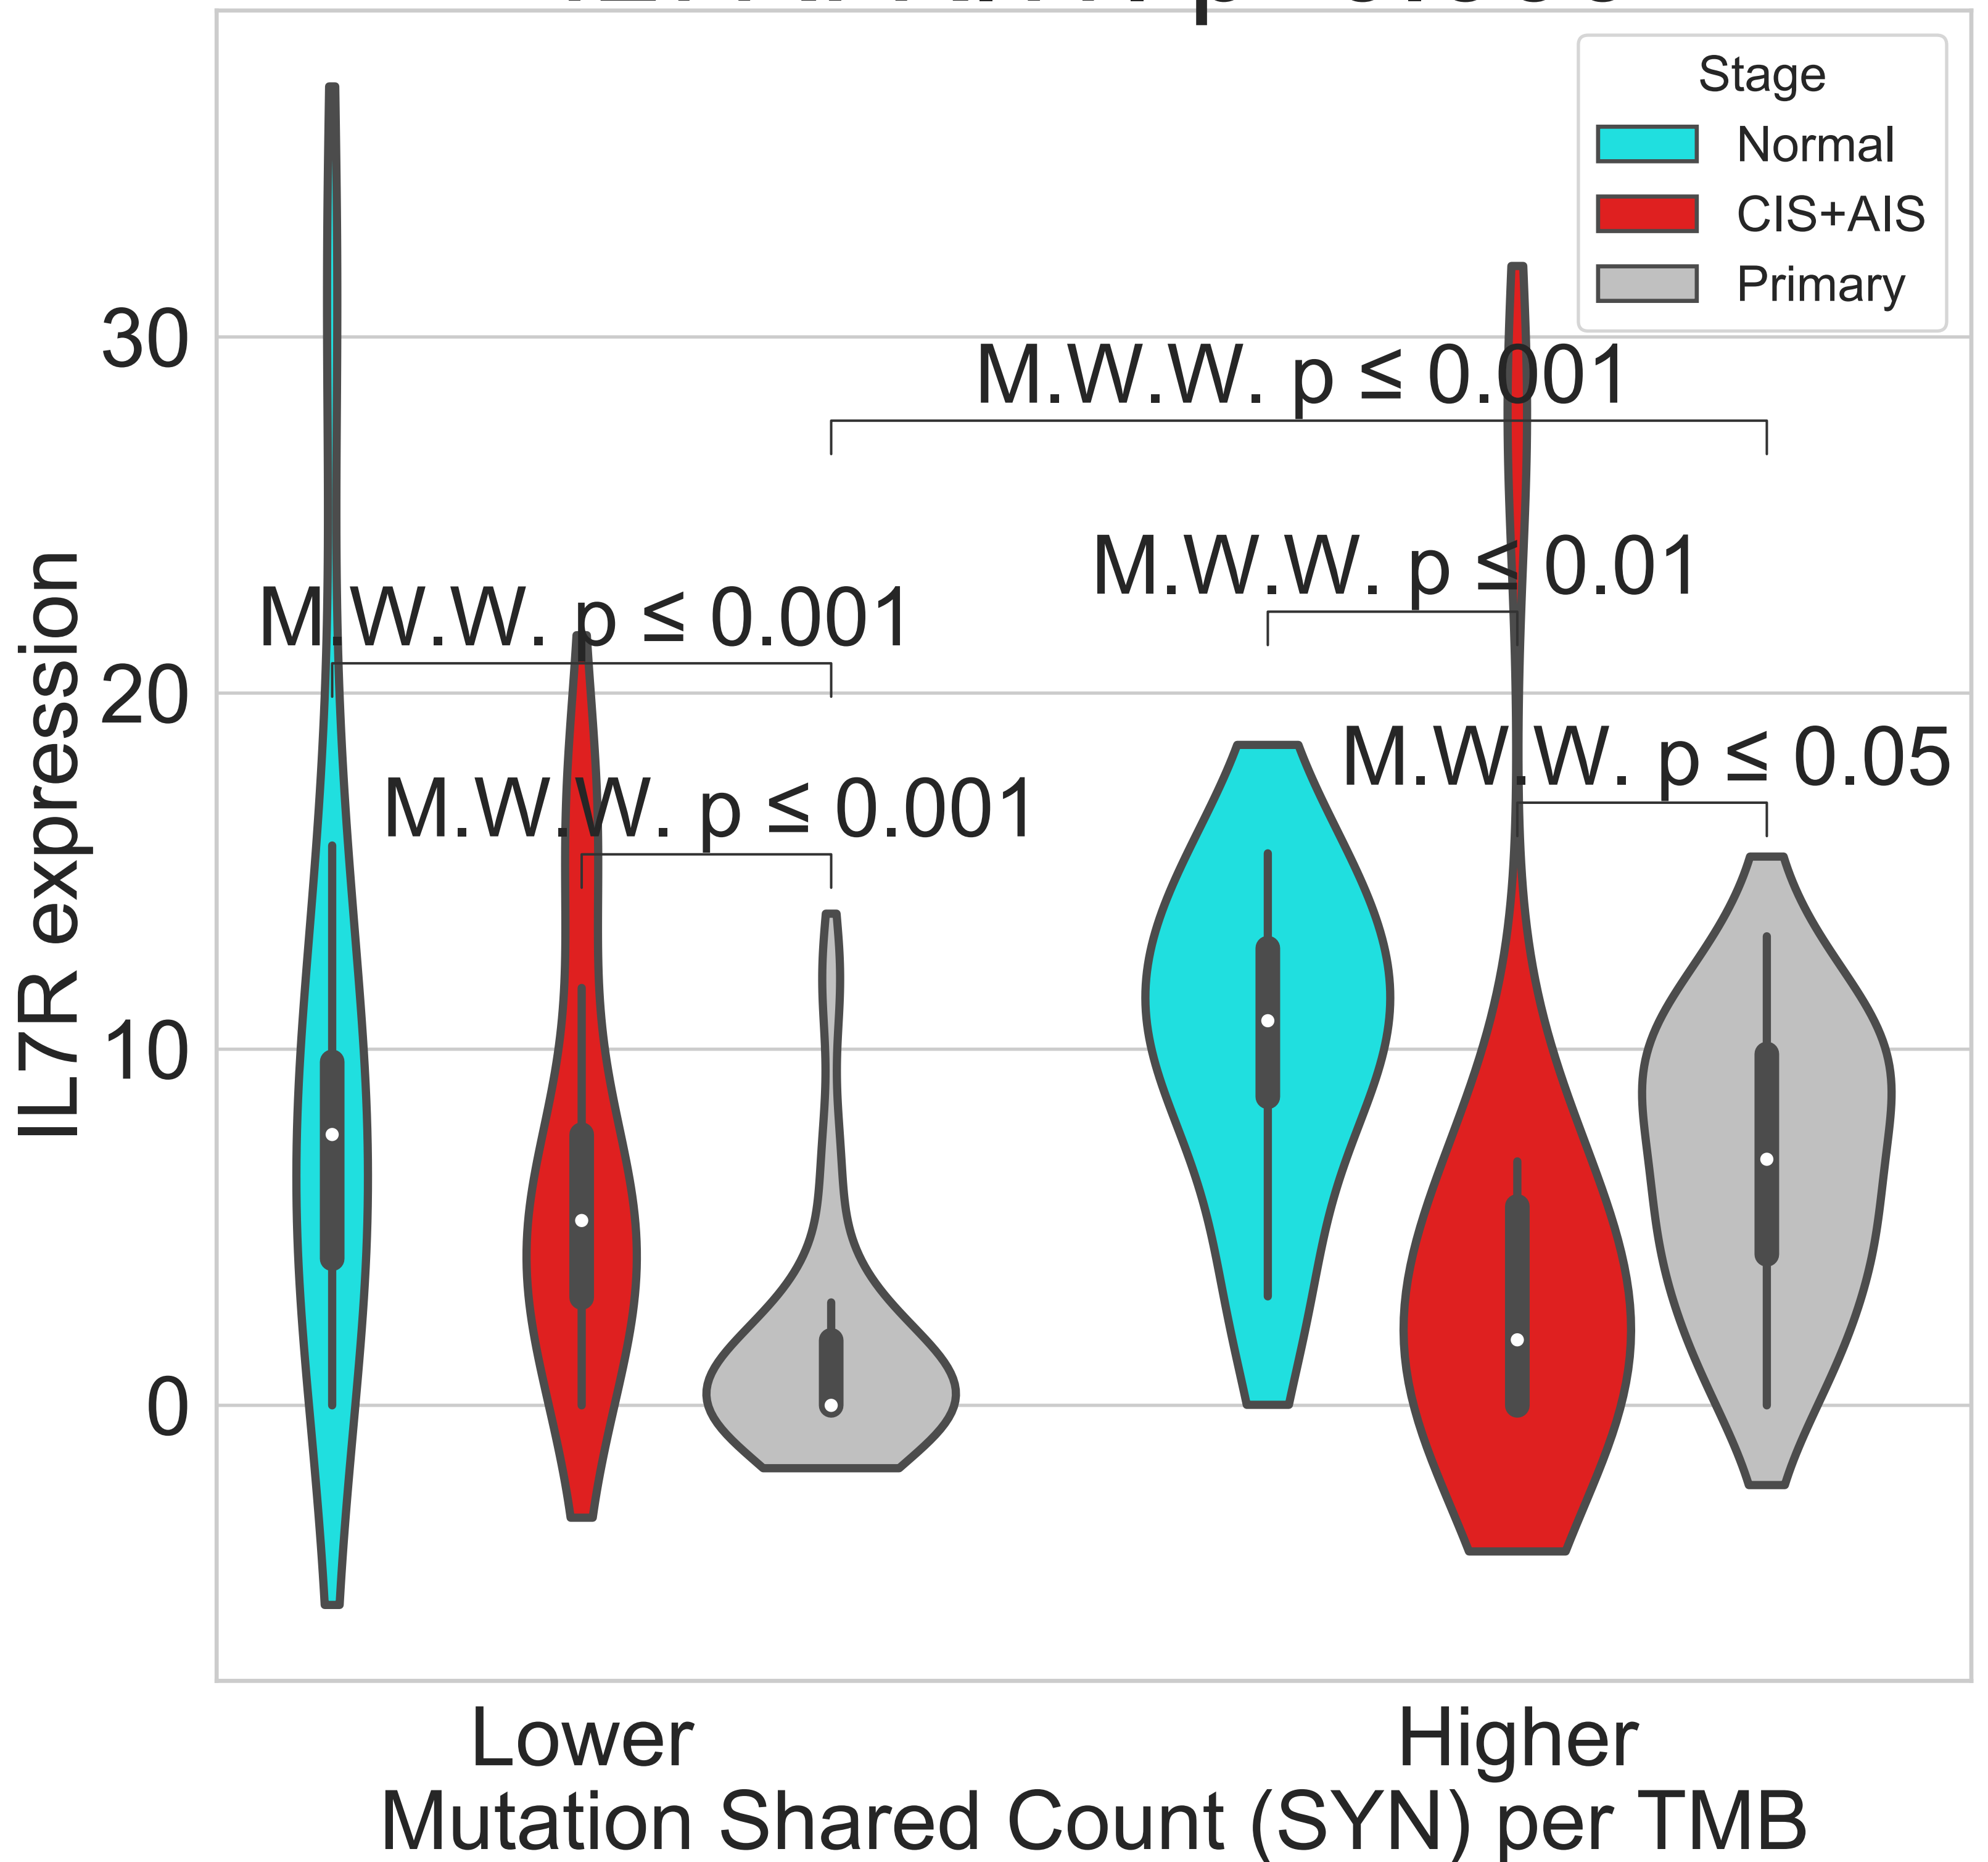 Stage
Normal
CIS+AIS
Primary
30
M.W.W. p ≤ 0.001
M.W.W. p ≤ 0.01
M.W.W. p ≤ 0.001
20
M.W.W. p ≤ 0.05
M.W.W. p ≤ 0.001
10
0
IL7R expression
Lower
Higher
Mutation Shared Count (SYN) per TMB